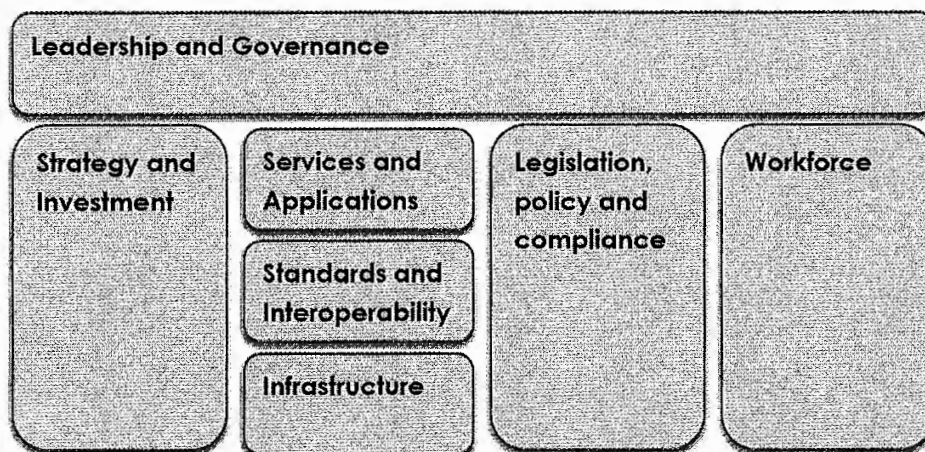 Leadership and Governance
Strategy and
Investment
Services and
Applications
Standards and
Interoperability
Infrastructure
Legislation,
policy and
compliance
Workforce